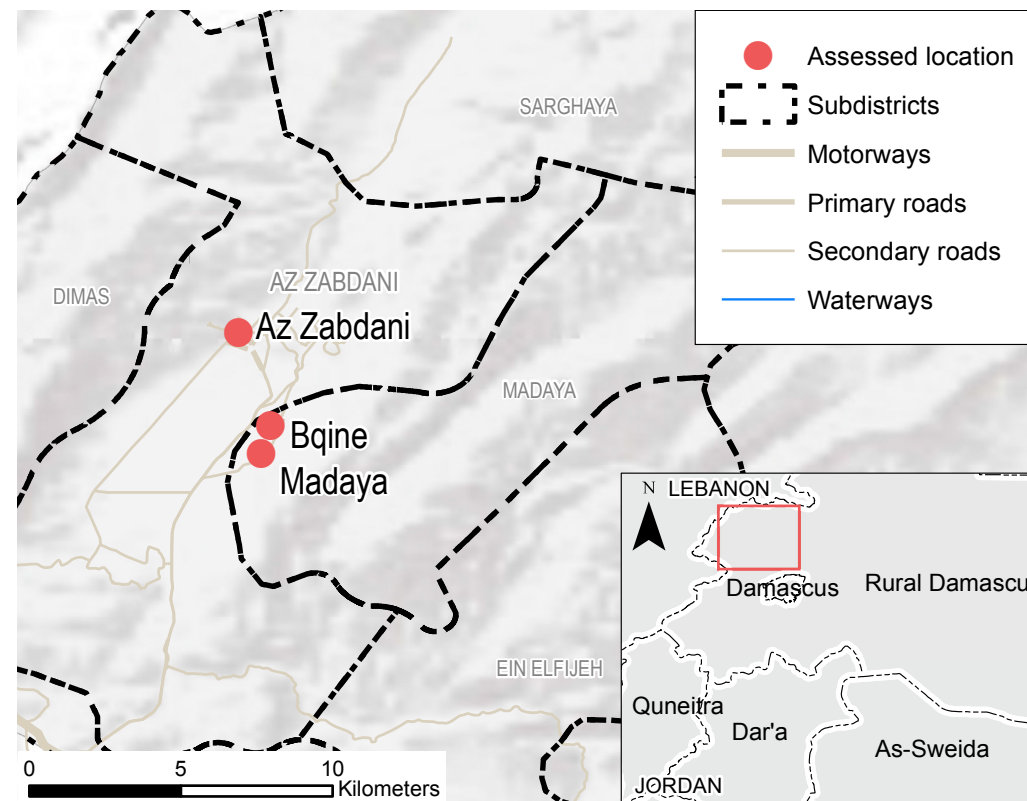 Assessed location
Subdistricts
Motorways
Primary roads
Secondary roads
Waterways
SARGHAYA
AZ ZABDANI
DIMAS
Az Zabdani
MADAYA
Bqine
Madaya
EIN ELFIJEH
N
LEBANON
Damascus
Rural Damascu
Quneitra
Dar'a
As-Sweida
JORDAN
0 5 10
Kilometers